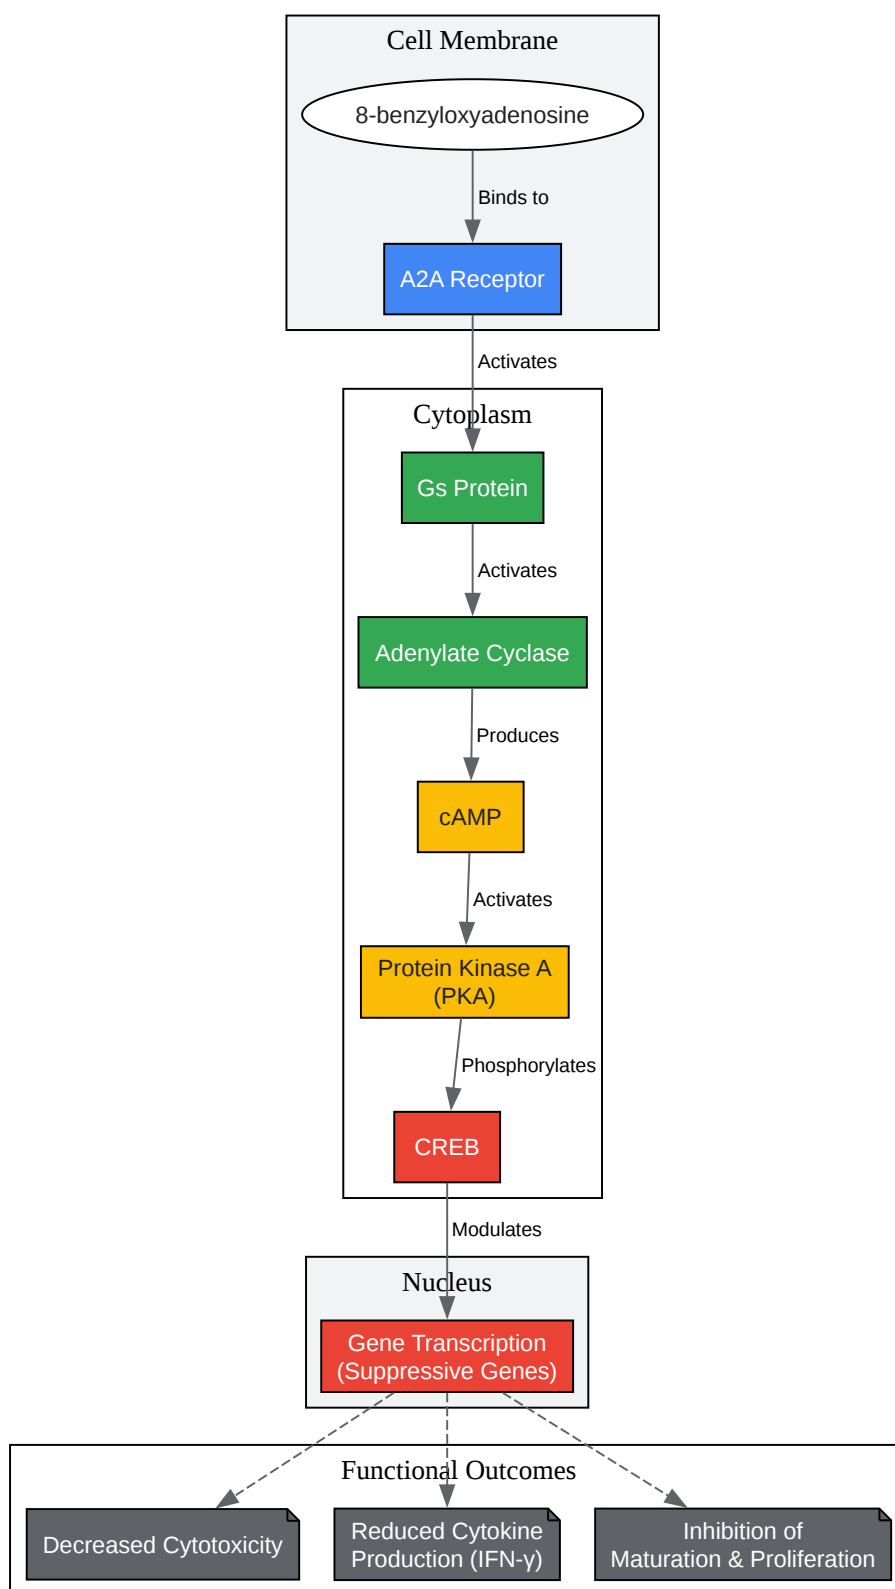 Cell Membrane
8-benzyloxyadenosine
Binds to
A2A Receptor
Activates
Cytoplasm
Gs Protein
Activates
Adenylate Cyclase
Produces
cAMP
Activates
Protein Kinase A
(PKA)
Phosphorylates
CREB
Modulates
Nucleus
Gene Transcription
(Suppressive Genes)
Functional Outcomes
Decreased Cytotoxicity
Reduced Cytokine
Production (IFN-γ)
Inhibition of
Maturation & Proliferation